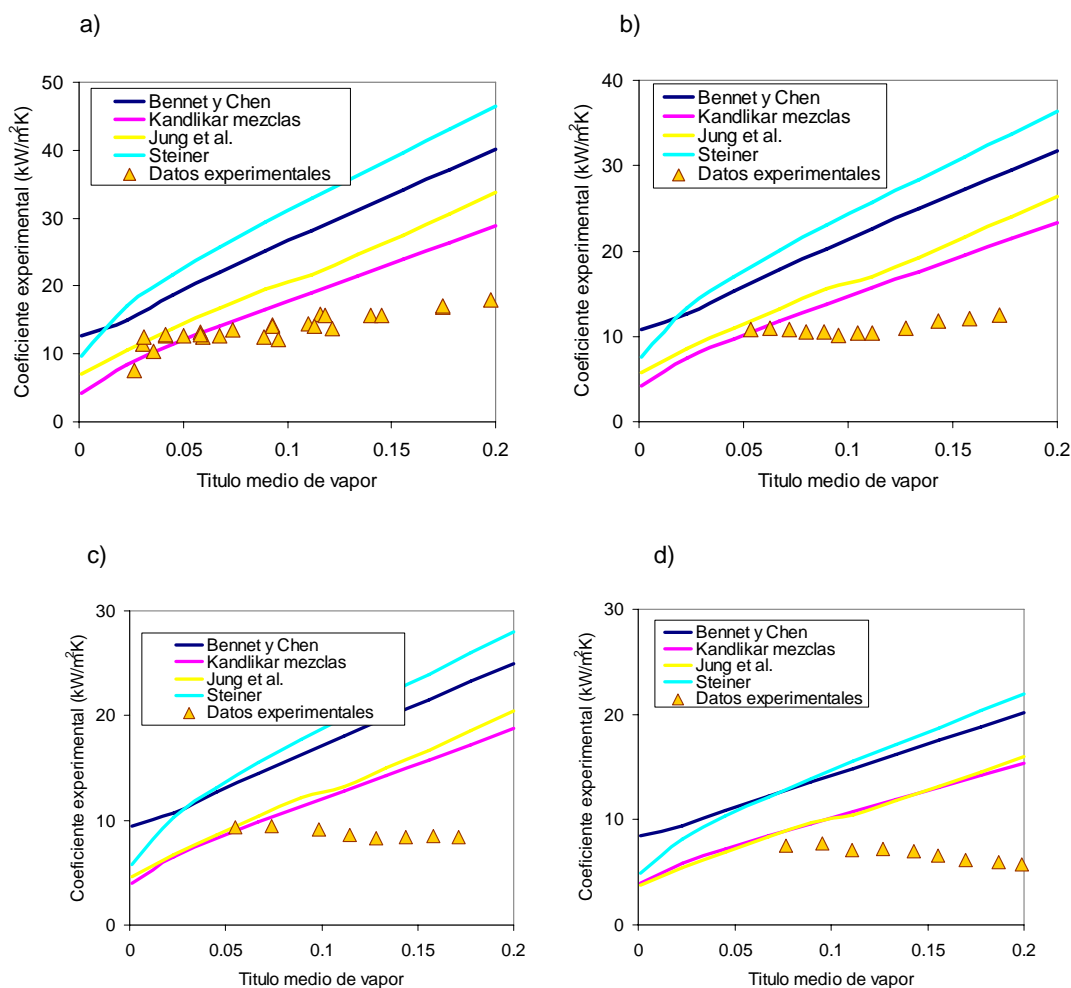 a)
50
40
30
20
10
0
0
0.05
0.1
0.15
0.2
Coeficiente experimental (kW/m²K)
Titulo medio de vapor
Bennet y Chen
Kandlikar mezclas
Jung et al.
Steiner
Datos experimentales
b)
40
30
20
10
0
0
0.05
0.1
0.15
0.2
Coeficiente experimental (kW/m²K)
Titulo medio de vapor
Bennet y Chen
Kandlikar mezclas
Jung et al.
Steiner
Datos experimentales
c)
30
20
10
0
0
0.05
0.1
0.15
0.2
Coeficiente experimental (kW/m²K)
Titulo medio de vapor
Bennet y Chen
Kandlikar mezclas
Jung et al.
Steiner
Datos experimentales
d)
30
20
10
0
0
0.05
0.1
0.15
0.2
Coeficiente experimental (kW/m²K)
Titulo medio de vapor
Bennet y Chen
Kandlikar mezclas
Jung et al.
Steiner
Datos experimentales